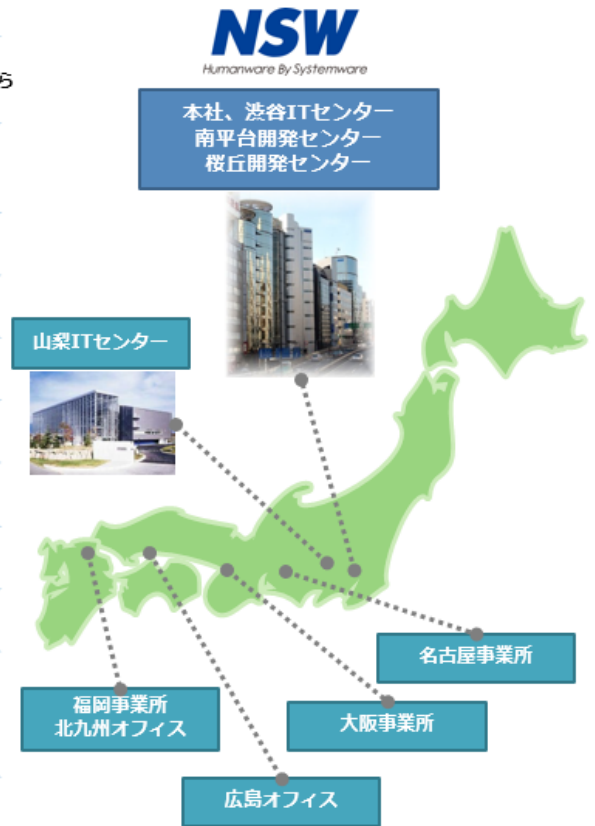 NSW
Humanware By Systemware
ら
本社、渋谷ITセンター
南平台開発センター
桜丘開発センター
山梨ITセンター
名古屋事業所
福岡事業所
北九州オフィス
大阪事業所
広島オフィス